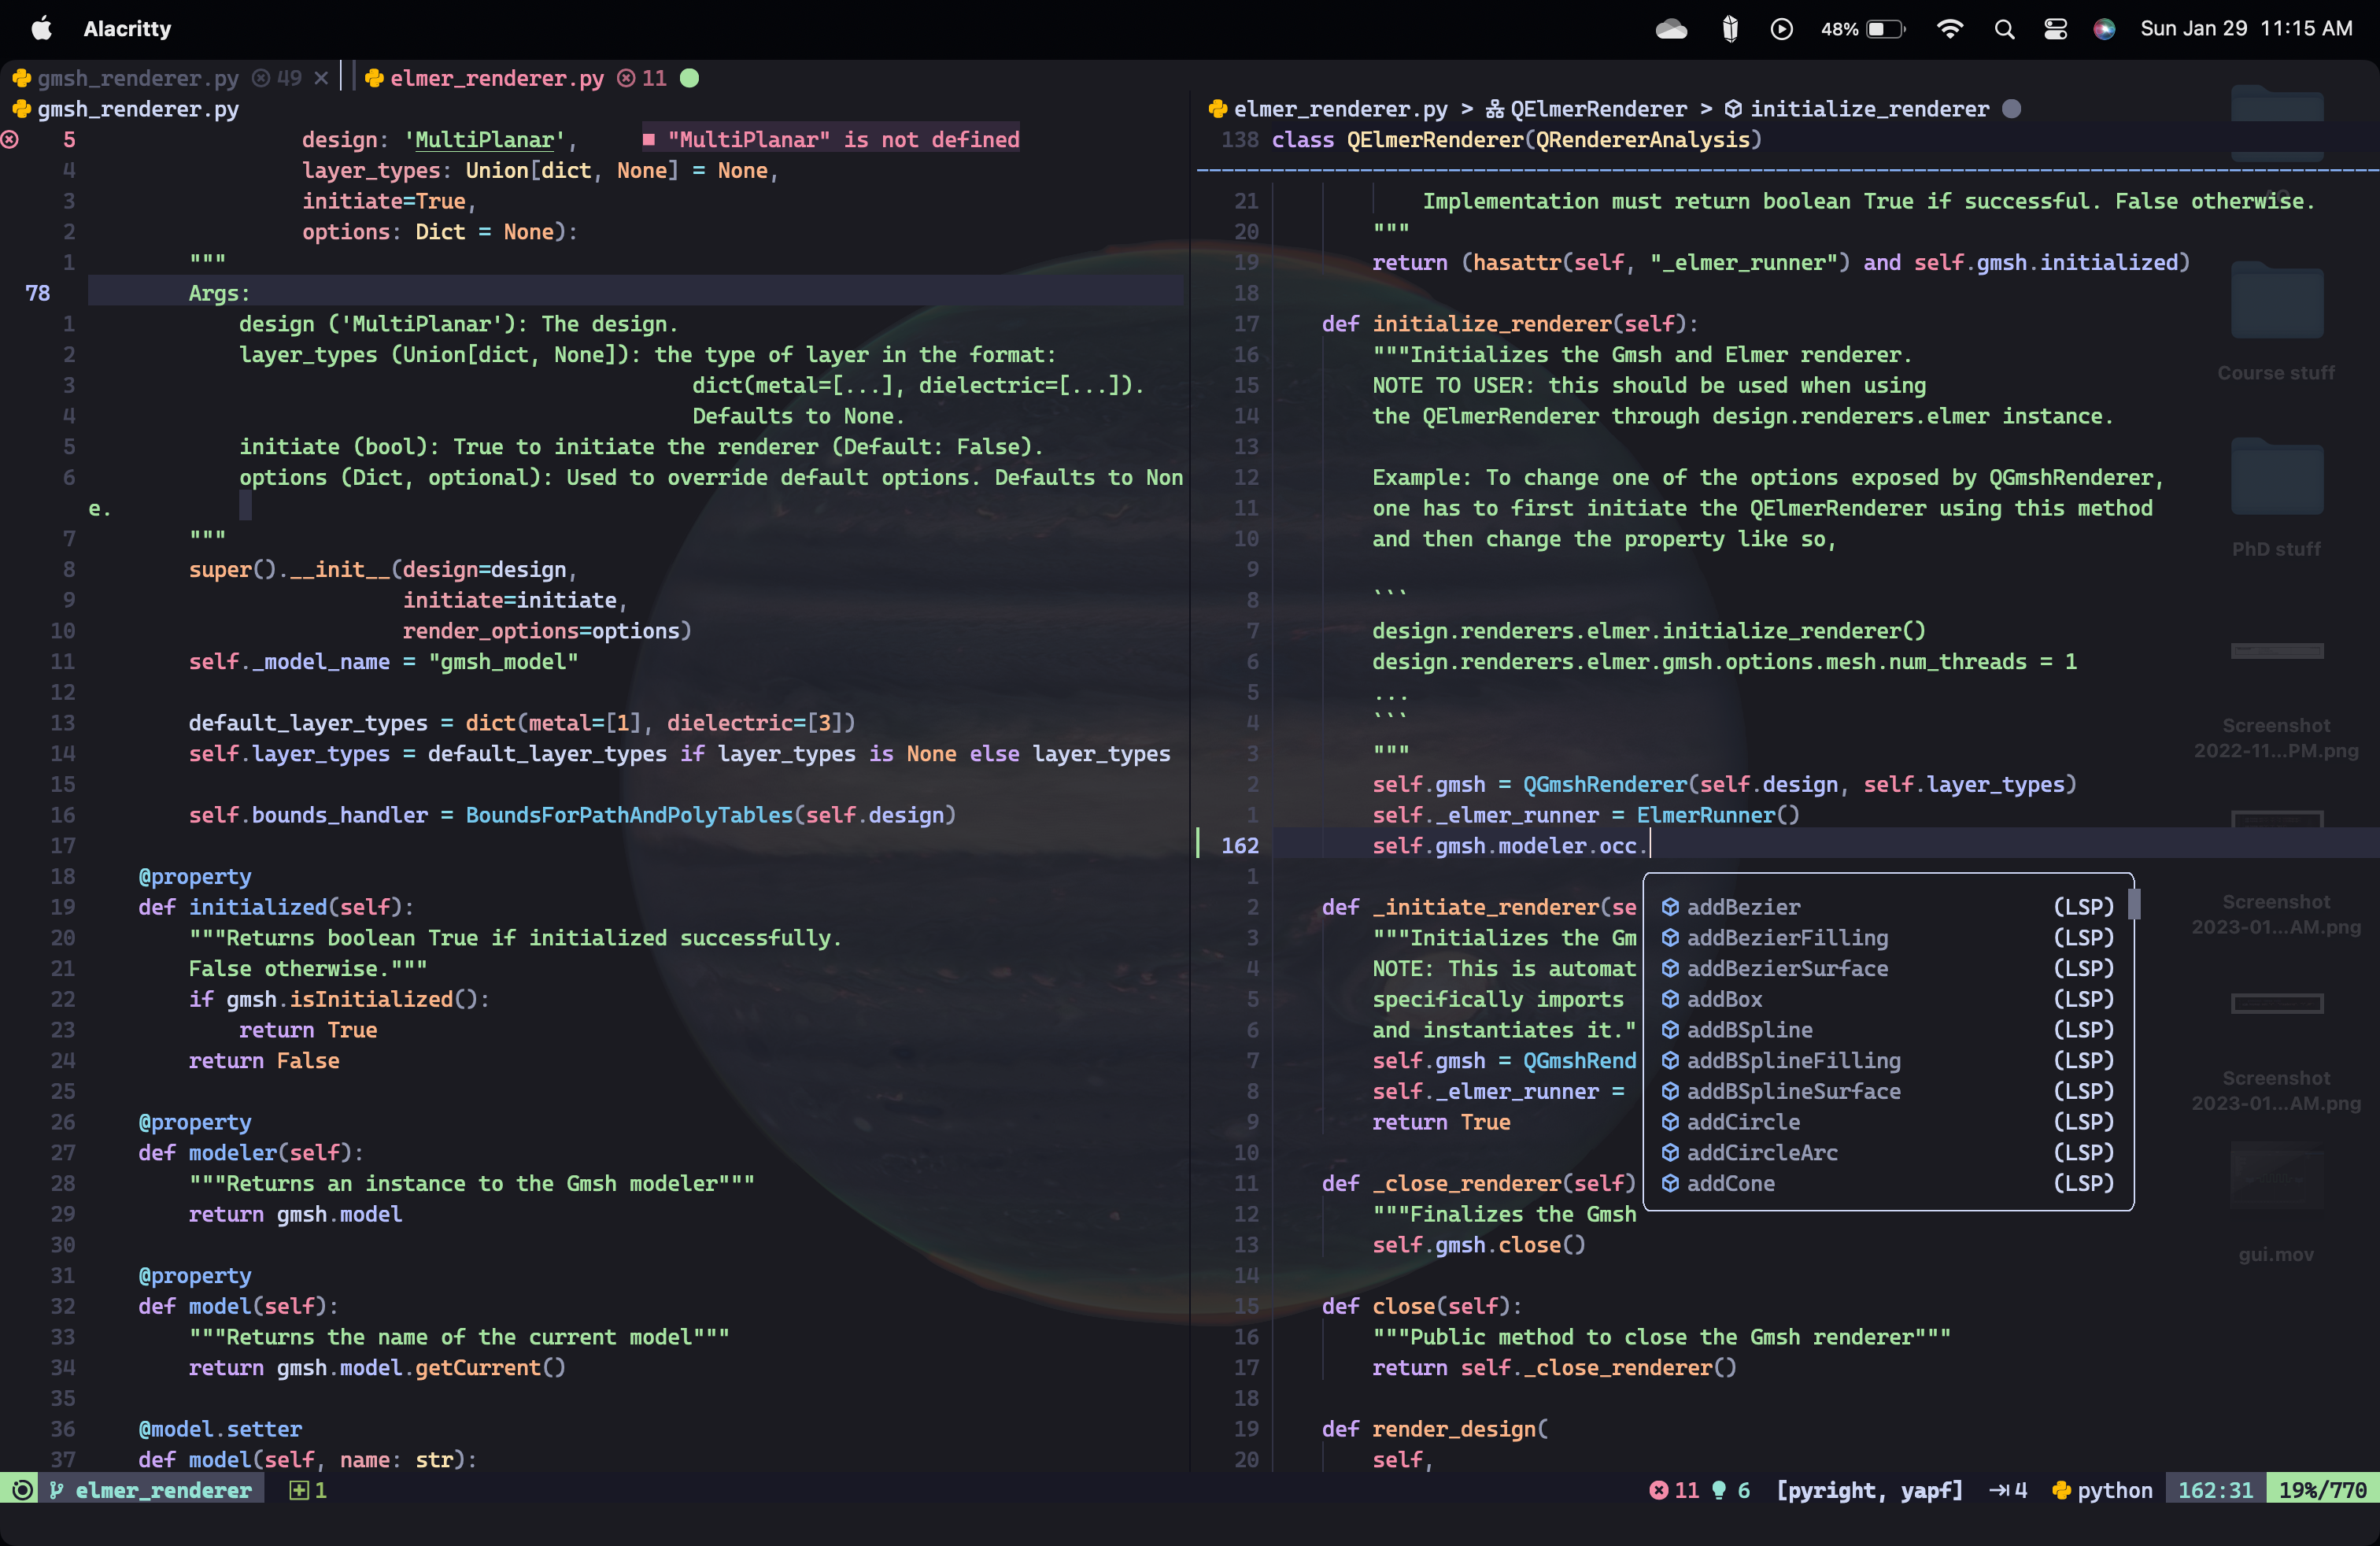 Alacritty
48%
Sun Jan 29 11:15 AM
gmsh_renderer.py 49 × elmer_renderer.py 11
gmsh_renderer.py
5 design: 'MultiPlanar', ■ "MultiPlanar" is not defined
4 layer_types: Union[dict, None] = None,
3 initiate=True,
2 options: Dict = None):
1 """
78 Args:
1 design ('MultiPlanar'): The design.
2 layer_types (Union[dict, None]): the type of layer in the format:
3 dict(metal=[...], dielectric=[...]).
4 Defaults to None.
5 initiate (bool): True to initiate the renderer (Default: False).
6 options (Dict, optional): Used to override default options. Defaults to Non
e.
7 """
8 super().__init__(design=design,
9 initiate=initiate,
10 render_options=options)
11 self._model_name = "gmsh_model"
12
13 default_layer_types = dict(metal=[1], dielectric=[3])
14 self.layer_types = default_layer_types if layer_types is None else layer_types
15
16 self.bounds_handler = BoundsForPathAndPolyTables(self.design)
17
18 @property
19 def initialized(self):
20 """Returns boolean True if initialized successfully.
21 False otherwise."""
22 if gmsh.isInitialized():
23 return True
24 return False
25
26 @property
27 def modeler(self):
28 """Returns an instance to the Gmsh modeler"""
29 return gmsh.model
30
31 @property
32 def model(self):
33 """Returns the name of the current model"""
34 return gmsh.model.getCurrent()
35
36 @model.setter
37 def model(self, name: str):
elmer_renderer.py > QElmerRenderer > initialize_renderer
138 class QElmerRenderer(QRendererAnalysis)
21 Implementation must return boolean True if successful. False otherwise.
20 """
19 return (hasattr(self, "_elmer_runner") and self.gmsh.initialized)
18
17 def initialize_renderer(self):
16 """Initializes the Gmsh and Elmer renderer.
15 NOTE TO USER: this should be used when using
14 the QElmerRenderer through design.renderers.elmer instance.
13
12 Example: To change one of the options exposed by QGmshRenderer,
11 one has to first initiate the QElmerRenderer using this method
10 and then change the property like so,
9
8 ```
7 design.renderers.elmer.initialize_renderer()
6 design.renderers.elmer.gmsh.options.mesh.num_threads = 1
5 ...
4 ```
3 """
2 self.gmsh = QGmshRenderer(self.design, self.layer_types)
1 self._elmer_runner = ElmerRunner()
162 self.gmsh.modeler.occ.
1
2 def _initiate_renderer(se
3 """Initializes the Gm
4 NOTE: This is automat
5 specifically imports
6 and instantiates it."
7 self.gmsh = QGmshRend
8 self._elmer_runner =
9 return True
10
11 def _close_renderer(self)
12 """Finalizes the Gmsh
13 self.gmsh.close()
14
15 def close(self):
16 """Public method to close the Gmsh renderer"""
17 return self._close_renderer()
18
19 def render_design(
20 self,
addBezier (LSP)
addBezierFilling (LSP)
addBezierSurface (LSP)
addBox (LSP)
addBSpline (LSP)
addBSplineFilling (LSP)
addBSplineSurface (LSP)
addCircle (LSP)
addCircleArc (LSP)
addCone (LSP)
Course stuff
PhD stuff
Screenshot
2022-11...PM.png
Screenshot
2023-01...AM.png
Screenshot
2023-01...AM.png
gui.mov
elmer_renderer 1
11 6 [pyright, yapf] 4 python 162:31 19%/770